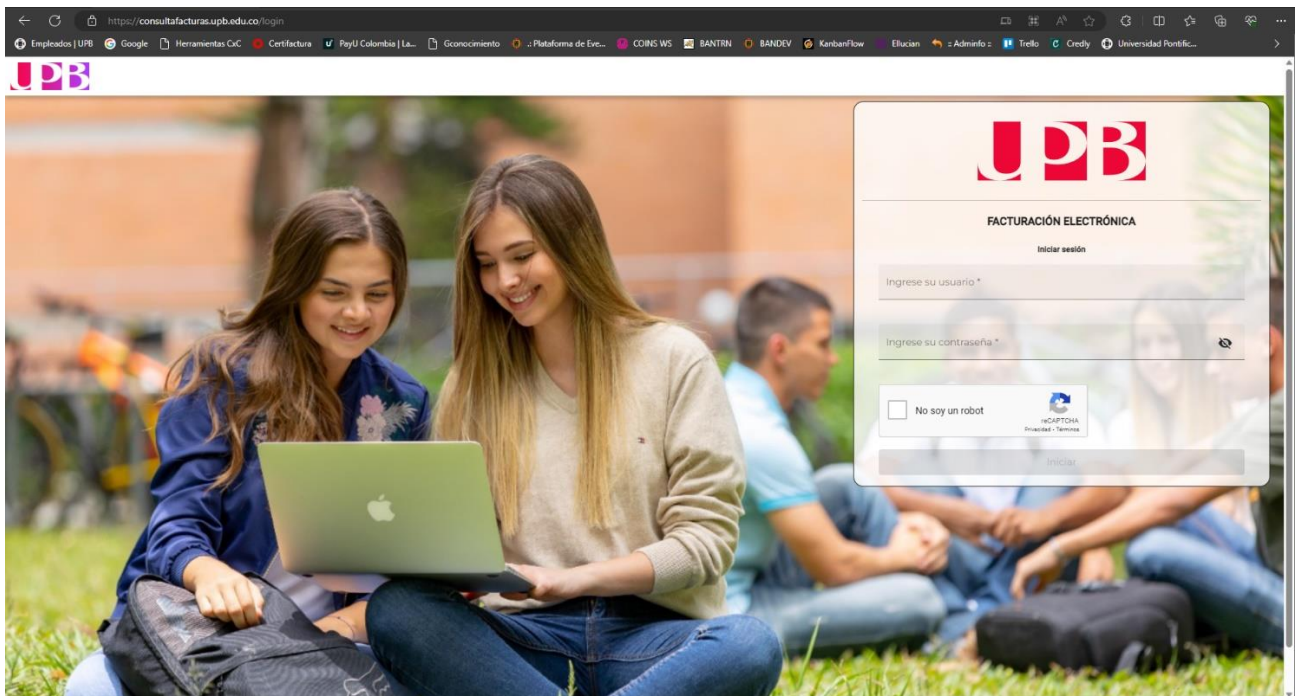 https://consultafacturas.upb.edu.co/login
Empleados | UPB Google Herramientas CxC Certifactura PayU Colombia | La... Gconocimiento .: Plataforma de Eve... COINS WS BANTRN BANDEV KanbanFlow Ellucian :: Adminfo :: Trello Credly Universidad Pontific...
UPB
UPB
FACTURACIÓN ELECTRÓNICA
Iniciar sesión
Ingrese su usuario *
Ingrese su contraseña *
No soy un robot
reCAPTCHA
Privacidad - Términos
Iniciar